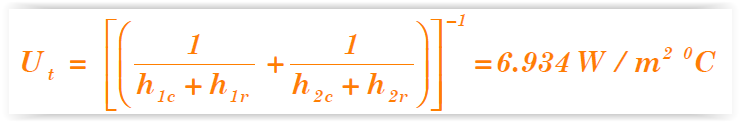 U_t = [(1/(h_1c + h_1r) + 1/(h_2c + h_2r))]^-1 = 6.934 W / m^2 ^0C